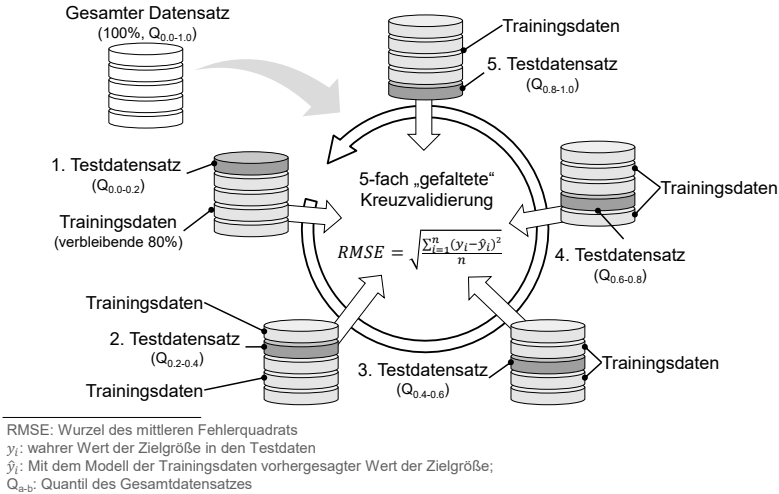 Gesamter Datensatz
(100%, Q0.0-1.0)
Trainingsdaten
5. Testdatensatz
(Q0.8-1.0)
1. Testdatensatz
(Q0.0-0.2)
Trainingsdaten
(verbleibende 80%)
5-fach „gefaltete“
Kreuzvalidierung
RMSE = √(∑ⁿᵢ₌₁(yᵢ−ŷᵢ)²/n)
Trainingsdaten
4. Testdatensatz
(Q0.6-0.8)
Trainingsdaten
2. Testdatensatz
(Q0.2-0.4)
Trainingsdaten
3. Testdatensatz
(Q0.4-0.6)
Trainingsdaten
RMSE: Wurzel des mittleren Fehlerquadrats
yᵢ: wahrer Wert der Zielgröße in den Testdaten
ŷᵢ: Mit dem Modell der Trainingsdaten vorhergesagter Wert der Zielgröße;
Qa-b: Quantil des Gesamtdatensatzes